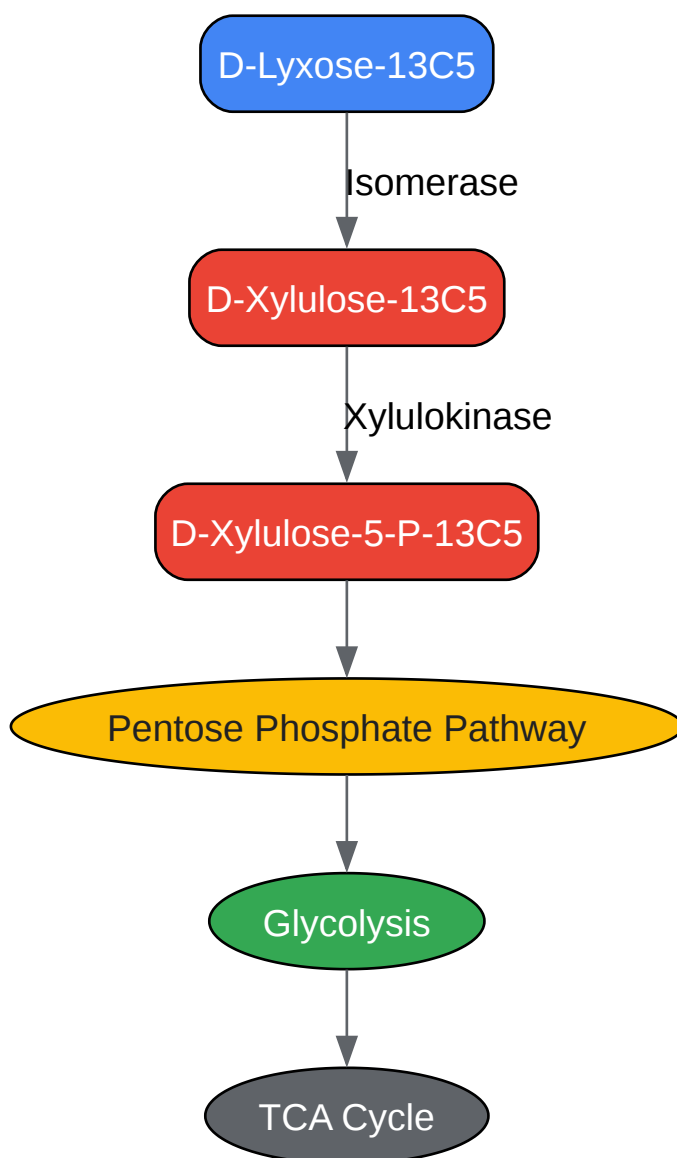 D-Lyxose-13C5
Isomerase
D-Xylulose-13C5
Xylulokinase
D-Xylulose-5-P-13C5
Pentose Phosphate Pathway
Glycolysis
TCA Cycle